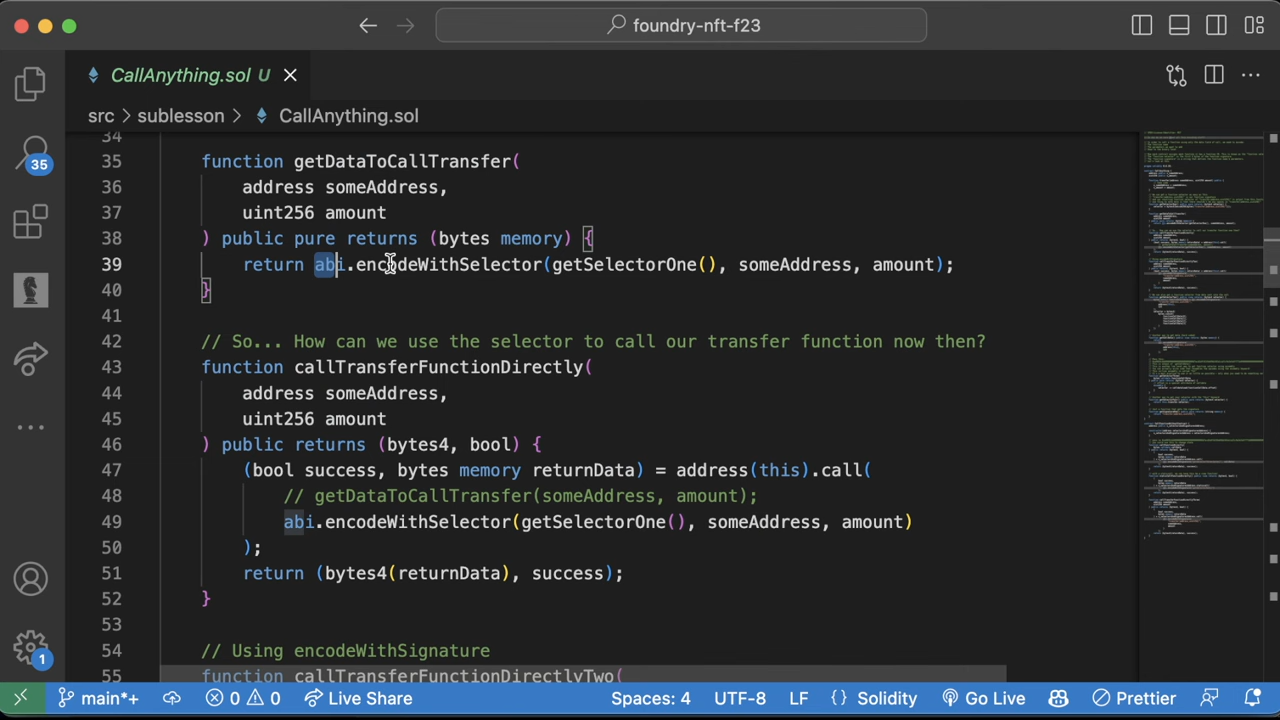 foundry-nft-f23
CallAnything.sol U
src > sublesson > CallAnything.sol
35
34
35 function getDataToCallTransfer(
36 address someAddress,
37 uint256 amount
38 ) public pure returns (bytes memory) {
39 return abi.encodeWithSelector(getSelectorOne(), someAddress, amount);
40 }
41
42 // So... How can we use the selector to call our transfer function now then?
43 function callTransferFunctionDirectly(
44 address someAddress,
45 uint256 amount
46 ) public returns (bytes4, bool) {
47 (bool success, bytes memory returnData) = address(this).call(
48 // getDataToCallTransfer(someAddress, amount);
49 abi.encodeWithSelector(getSelectorOne(), someAddress, amount)
50 );
51 return (bytes4(returnData), success);
52 }
53
54 // Using encodeWithSignature
55 function callTransferFunctionDirectlyTwo(
1
main*+ 0 0 Live Share Spaces: 4 UTF-8 LF {} Solidity Go Live Prettier